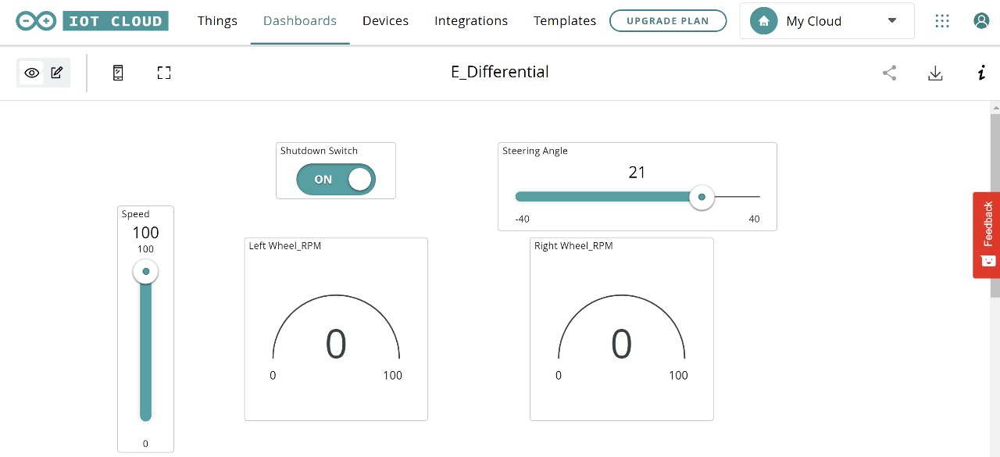 IOT CLOUD
Things
Dashboards
Devices
Integrations
Templates
UPGRADE PLAN
My Cloud
E_Differential
i
Shutdown Switch
ON
Steering Angle
21
-40
40
Speed
100
100
0
Left Wheel_RPM
0
0
100
Right Wheel_RPM
0
0
100
Feedback